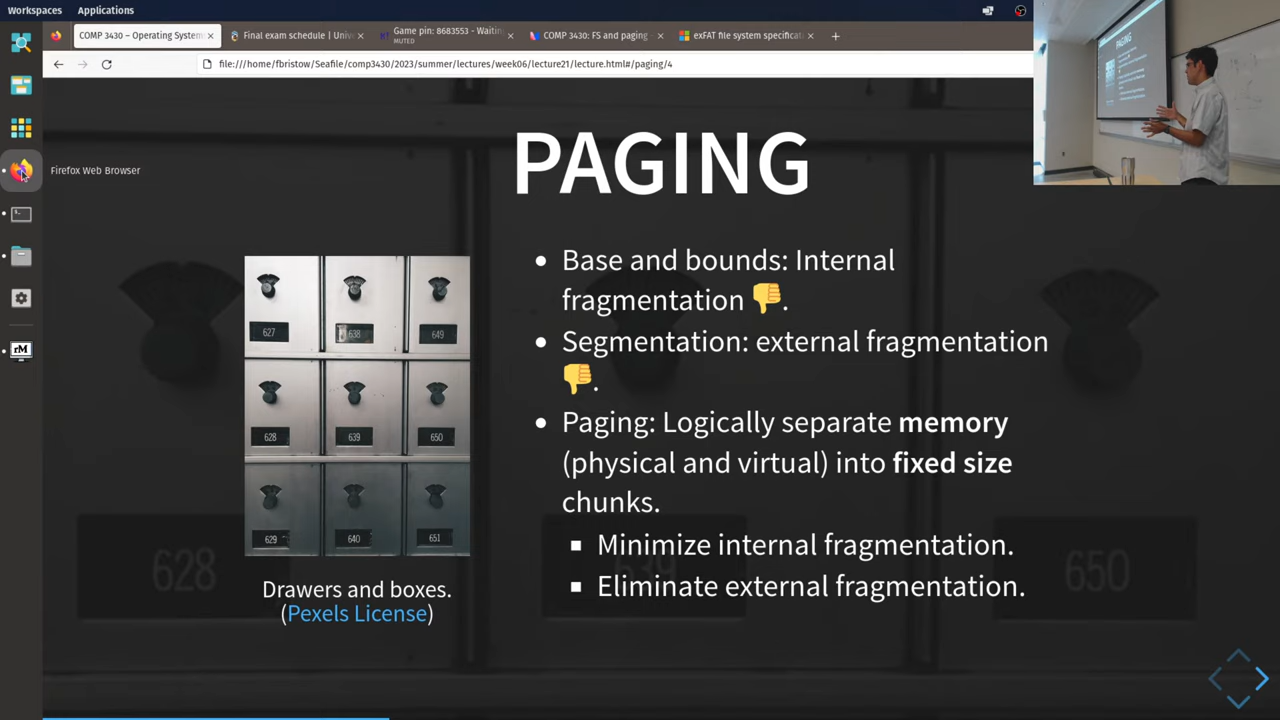 Workspaces
Applications
COMP 3430 – Operating System
Final exam schedule | Univ
Game pin: 8683553 - Waitin
MUTED
COMP 3430: FS and paging
exFAT file system specificat
file:///home/fbristow/Seafile/comp3430/2023/summer/lectures/week06/lecture21/lecture.html#/paging/4
Firefox Web Browser
PAGING
Base and bounds: Internal
fragmentation 👎.
Segmentation: external fragmentation
👎.
Paging: Logically separate memory
(physical and virtual) into fixed size
chunks.
Minimize internal fragmentation.
Eliminate external fragmentation.
627
638
649
628
639
650
629
640
651
Drawers and boxes.
(Pexels License)
628
650
rM
PAGING